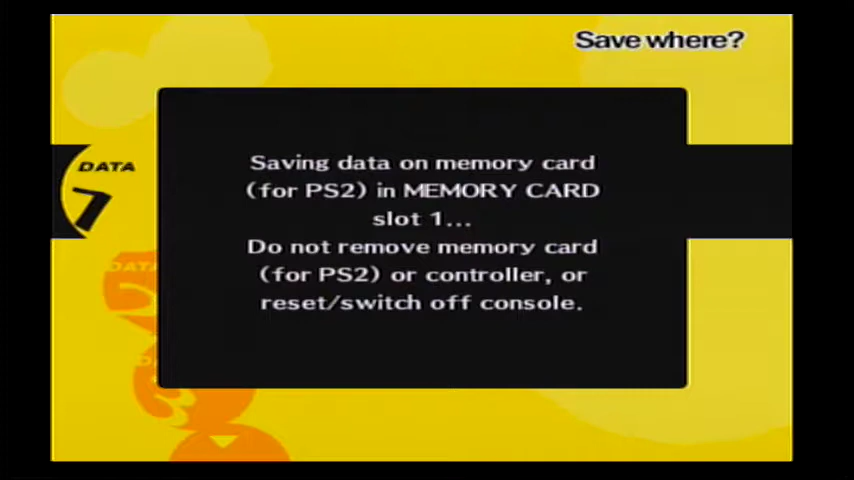 Save where?
DATA
1
Saving data on memory card
(for PS2) in MEMORY CARD
slot 1...
Do not remove memory card
(for PS2) or controller, or
reset/switch off console.
DATA